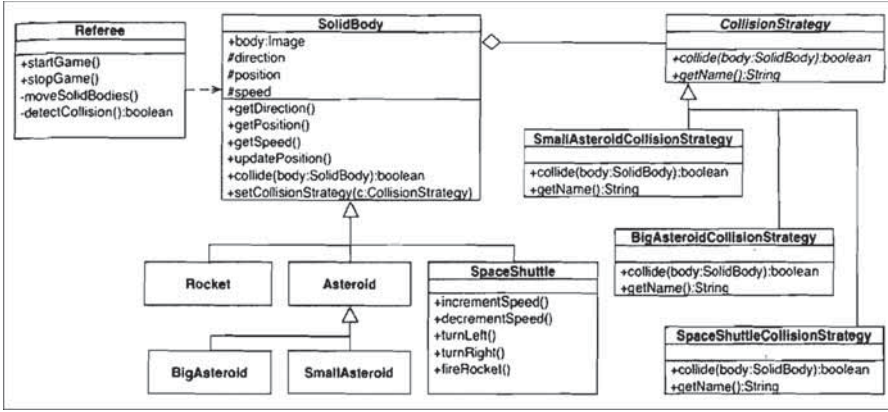 Referee
+startGame()
+stopGame()
-moveSolidBodies()
-detectCollision():boolean
SolidBody
+body:Image
#direction
#position
#speed
+getDirection()
+getPosition()
+getSpeed()
+updatePosition()
+collide(body:SolidBody):boolean
+setCollisionStrategy(c:CollisionStrategy)
CollisionStrategy
+collide(body:SolidBody):boolean
+getName():String
SmallAsteroidCollisionStrategy
+collide(body:SolidBody):boolean
+getName():String
BigAsteroidCollisionStrategy
+collide(body:SolidBody):boolean
+getName():String
SpaceShuttleCollisionStrategy
+collide(body:SolidBody):boolean
+getName():String
Rocket
Asteroid
SpaceShuttle
+incrementSpeed()
+decrementSpeed()
+turnLeft()
+turnRight()
+fireRocket()
BigAsteroid
SmallAsteroid